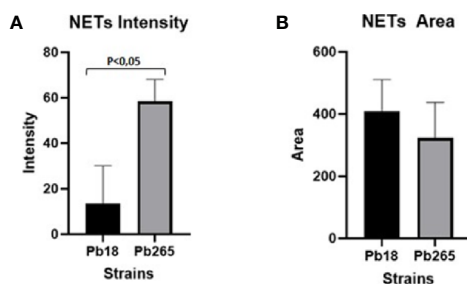 A
NETs Intensity
P<0,05
Intensity
80
60
40
20
0
Pb18 Pb265
Strains
B
NETs Area
Area
600
400
200
0
Pb18 Pb265
Strains